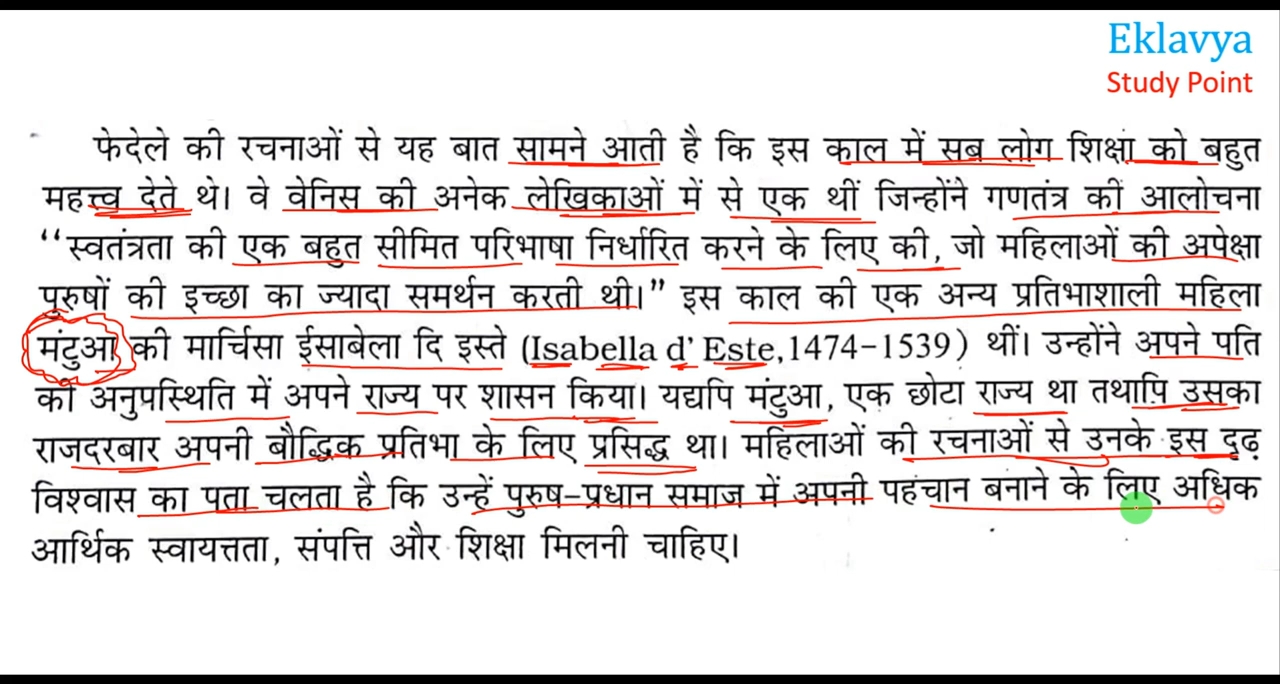 Eklavya
Study Point
फेदेले की रचनाओं से यह बात सामने आती है कि इस काल में सब लोग शिक्षा को बहुत
महत्त्व देते थे। वे वेनिस की अनेक लेखिकाओं में से एक थीं जिन्होंने गणतंत्र की आलोचना
“स्वतंत्रता की एक बहुत सीमित परिभाषा निर्धारित करने के लिए की, जो महिलाओं की अपेक्षा
पुरुषों की इच्छा का ज्यादा समर्थन करती थी।” इस काल की एक अन्य प्रतिभाशाली महिला
मंटुआ की मार्चिसा ईसाबेला दि इस्ते (Isabella d’ Este,1474–1539) थीं। उन्होंने अपने पति
की अनुपस्थिति में अपने राज्य पर शासन किया। यद्यपि मंटुआ, एक छोटा राज्य था तथापि उसका
राजदरबार अपनी बौद्धिक प्रतिभा के लिए प्रसिद्ध था। महिलाओं की रचनाओं से उनके इस दृढ़
विश्वास का पता चलता है कि उन्हें पुरुष-प्रधान समाज में अपनी पहचान बनाने के लिए अधिक
आर्थिक स्वायत्तता, संपत्ति और शिक्षा मिलनी चाहिए।